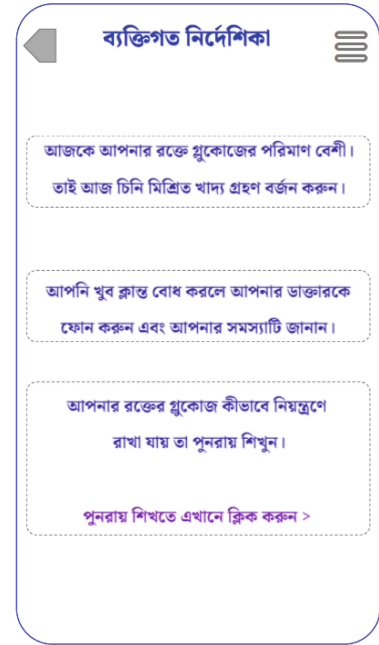 ব্যক্তিগত নির্দেশিকা
আজকে আপনার রক্তে গ্লুকোজের পরিমাণ বেশী।
তাই আজ চিনি মিশ্রিত খাদ্য গ্রহণ বর্জন করুন।
আপনি খুব ক্লান্ত বোধ করলে আপনার ডাক্তারকে
ফোন করুন এবং আপনার সমস্যাটি জানান।
আপনার রক্তের গ্লুকোজ কীভাবে নিয়ন্ত্রণে
রাখা যায় তা পুনরায় শিখুন।
পুনরায় শিখতে এখানে ক্লিক করুন >